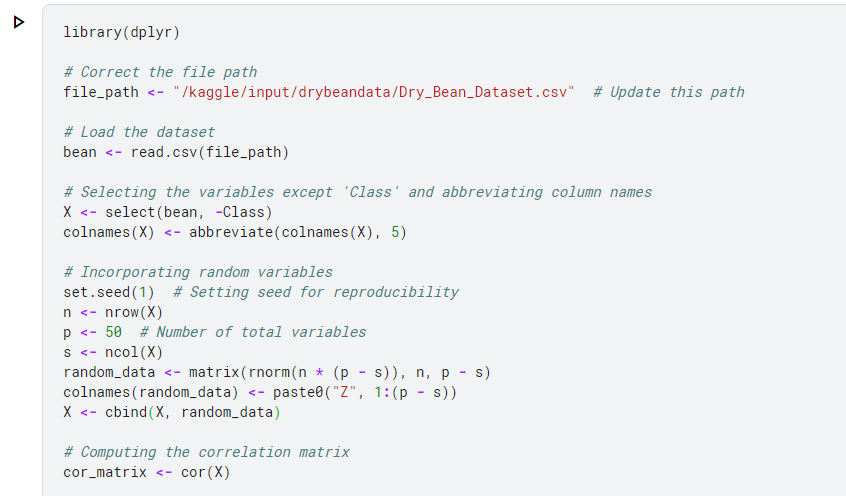 library(dplyr)
# Correct the file path
file_path <- "/kaggle/input/drybeandata/Dry_Bean_Dataset.csv"  # Update this path
# Load the dataset
bean <- read.csv(file_path)
# Selecting the variables except 'Class' and abbreviating column names
X <- select(bean, -Class)
colnames(X) <- abbreviate(colnames(X), 5)
# Incorporating random variables
set.seed(1)  # Setting seed for reproducibility
n <- nrow(X)
p <- 50  # Number of total variables
s <- ncol(X)
random_data <- matrix(rnorm(n * (p - s)), n, p - s)
colnames(random_data) <- paste0("Z", 1:(p - s))
X <- cbind(X, random_data)
# Computing the correlation matrix
cor_matrix <- cor(X)